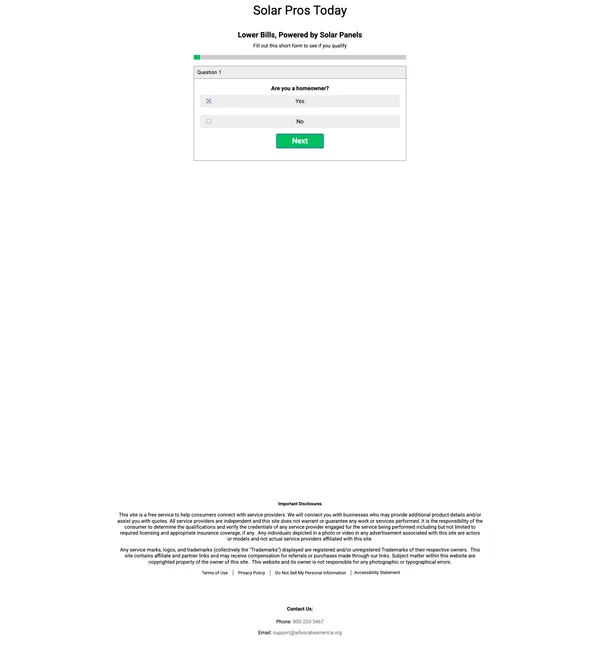 Solar Pros Today
Lower Bills, Powered by Solar Panels
Fill out this short form to see if you qualify
Question 1
Are you a homeowner?
Yes
No
Next
Important Disclosures
This site is a free service to help consumers connect with service providers. We will connect you with businesses who may provide additional product details and/or
assist you with quotes. All service providers are independent and this site does not warrant or guarantee any work or services performed. It is the responsibility of the
consumer to determine the qualifications and verify the credentials of any service provider engaged for the service being performed including but not limited to
required licensing and appropriate insurance coverage, if any. Any individuals depicted in a photo or video in any advertisement associated with this site are actors
or models and not actual service providers affiliated with this site.
Any service marks, logos, and trademarks (collectively the "Trademarks") displayed are registered and/or unregistered Trademarks of their respective owners. This
site contains affiliate and partner links and may receive compensation for referrals or purchases made through our links. Subject matter within this website are
copyrighted property of the owner of this site. This website and its owner is not responsible for any photographic or typographical errors.
Terms of Use | Privacy Policy | Do Not Sell My Personal Information | Accessibility Statement
Contact Us:
Phone: 800-220-5467
Email: support@advocateamerica.org